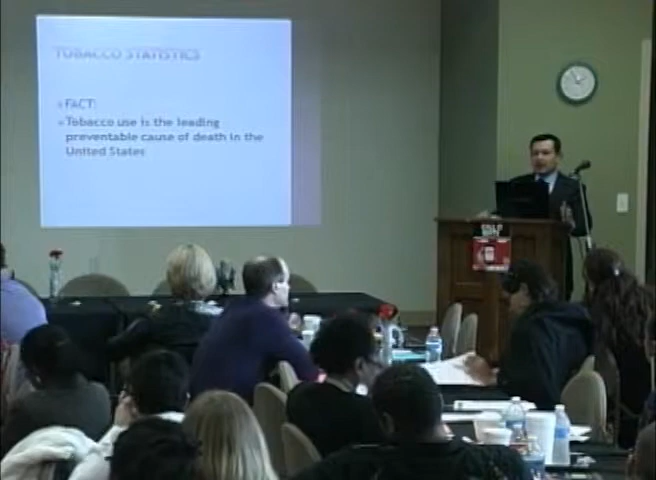 TOBACCO STATISTICS
FACT:
Tobacco use is the leading
preventable cause of death in the
United States